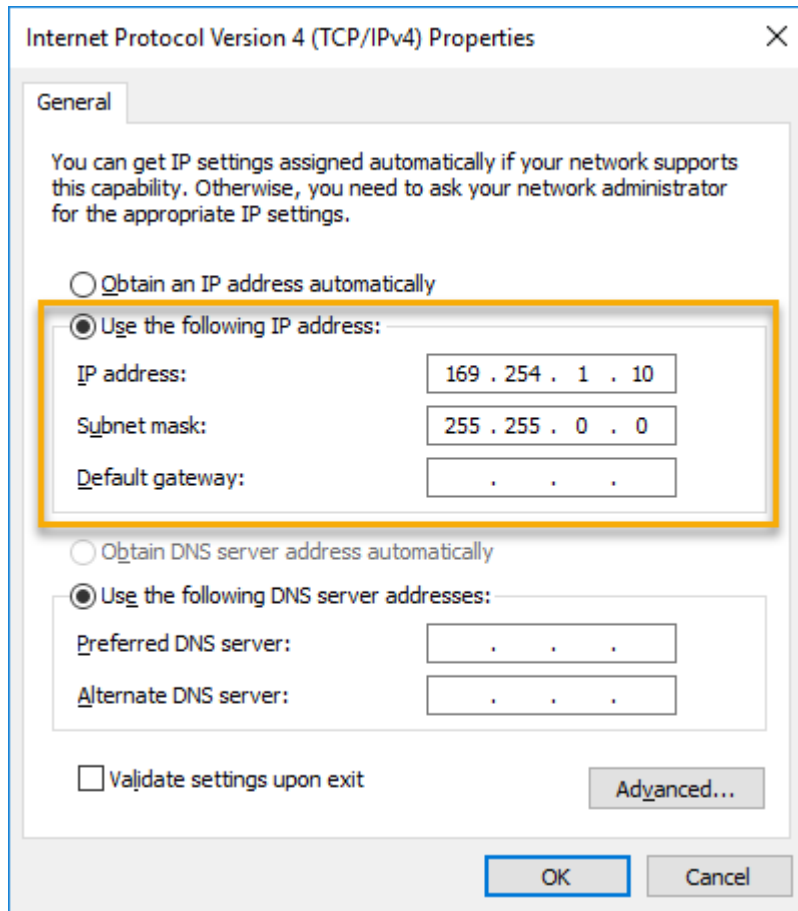 Internet Protocol Version 4 (TCP/IPv4) Properties
General
You can get IP settings assigned automatically if your network supports
this capability. Otherwise, you need to ask your network administrator
for the appropriate IP settings.
Obtain an IP address automatically
Use the following IP address:
IP address: 169 . 254 . 1 . 10
Subnet mask: 255 . 255 . 0 . 0
Default gateway: . . .
Obtain DNS server address automatically
Use the following DNS server addresses:
Preferred DNS server: . . .
Alternate DNS server: . . .
Validate settings upon exit
Advanced...
OK Cancel